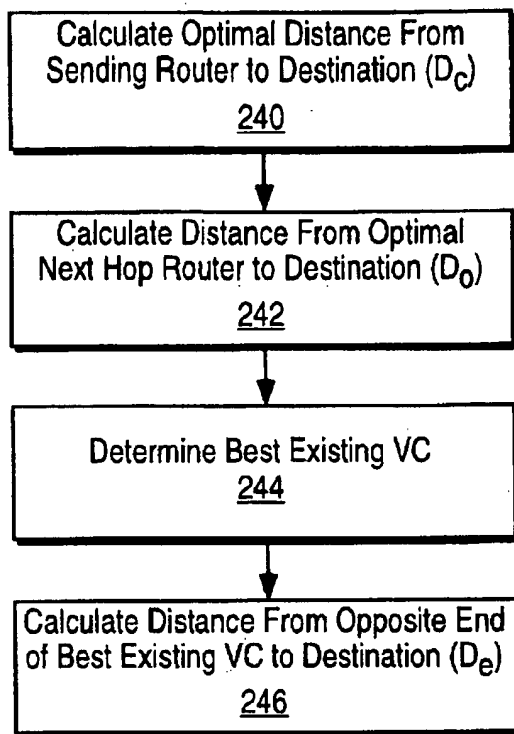 Calculate Optimal Distance From
Sending Router to Destination (Dc)
240
Calculate Distance From Optimal
Next Hop Router to Destination (Do)
242
Determine Best Existing VC
244
Calculate Distance From Opposite End
of Best Existing VC to Destination (De)
246